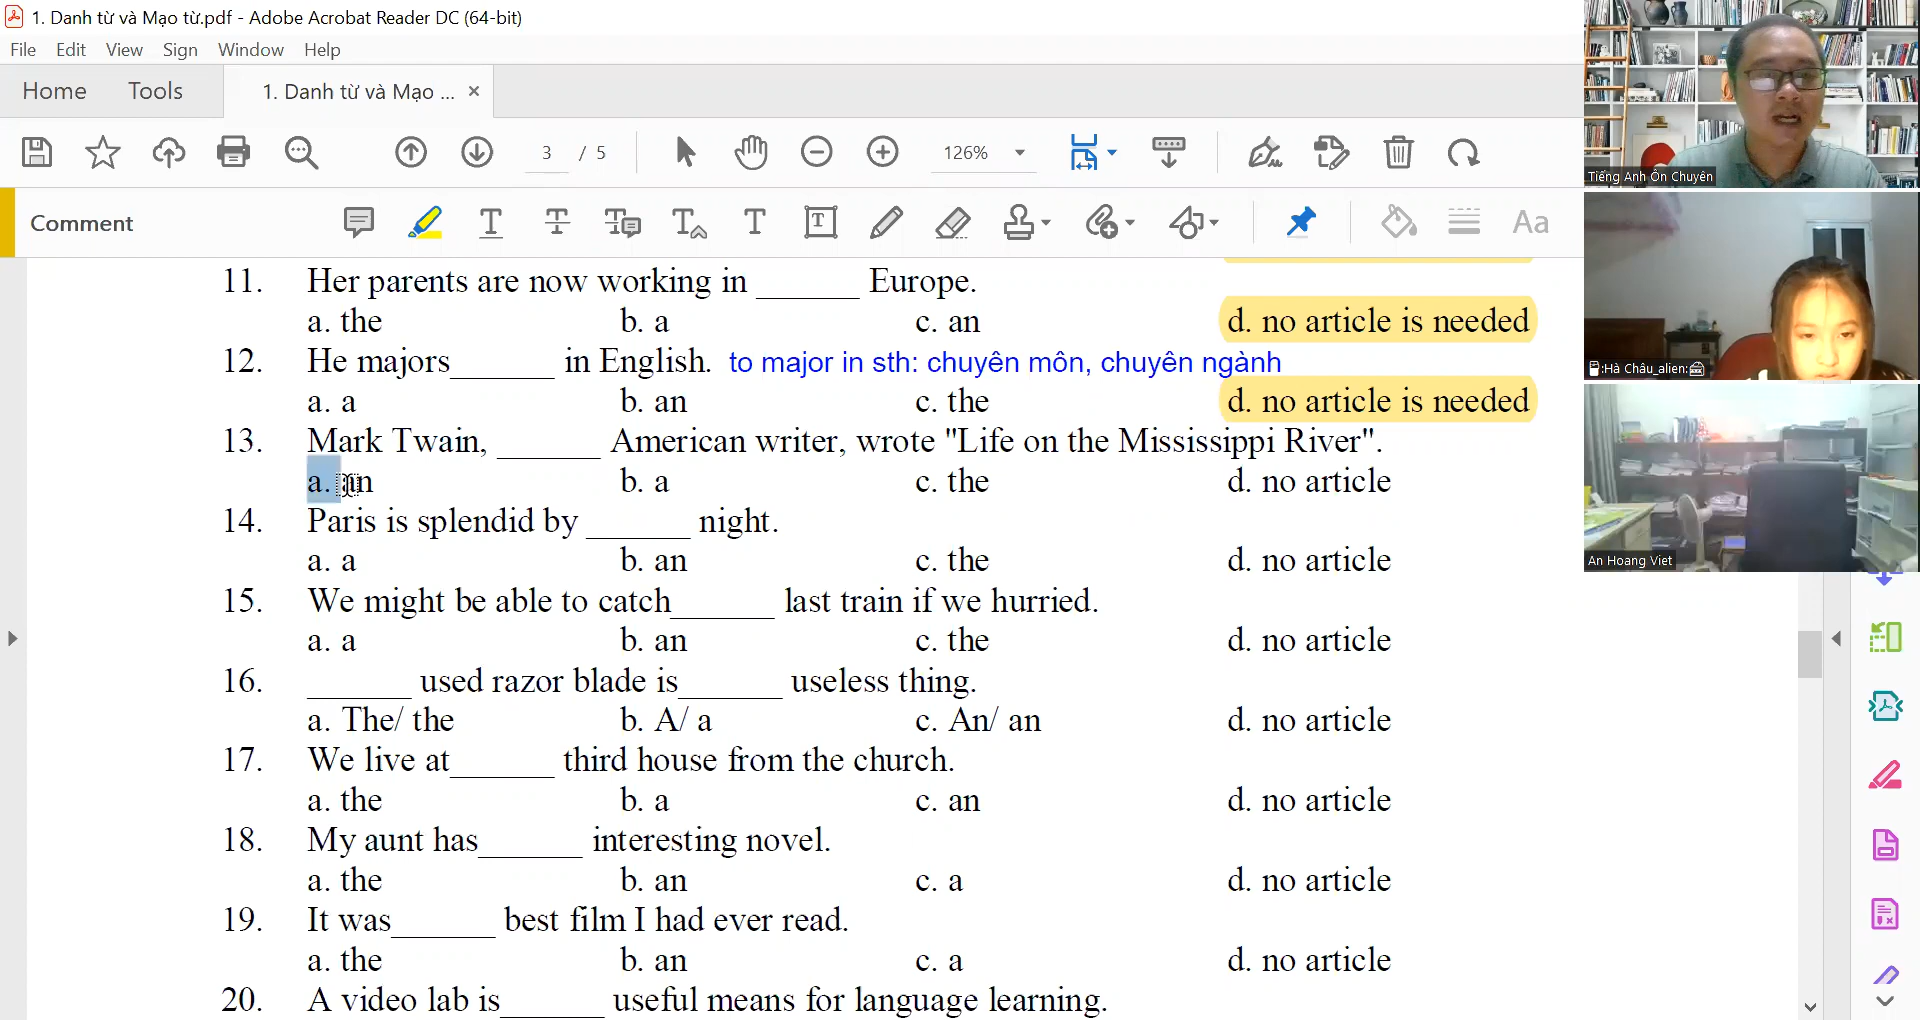 1. Danh từ và Mạo từ.pdf - Adobe Acrobat Reader DC (64-bit)
File Edit View Sign Window Help
Home Tools 1. Danh từ và Mạo ... ×
3 / 5 126%
Comment
Aa
11. Her parents are now working in ______ Europe.
a. the b. a c. an d. no article is needed
12. He majors______ in English. to major in sth: chuyên môn, chuyên ngành
a. a b. an c. the d. no article is needed
13. Mark Twain, ______ American writer, wrote "Life on the Mississippi River".
a. an b. a c. the d. no article
14. Paris is splendid by ______ night.
a. a b. an c. the d. no article
15. We might be able to catch______ last train if we hurried.
a. a b. an c. the d. no article
16. ______ used razor blade is______ useless thing.
a. The/ the b. A/ a c. An/ an d. no article
17. We live at______ third house from the church.
a. the b. a c. an d. no article
18. My aunt has______ interesting novel.
a. the b. an c. a d. no article
19. It was______ best film I had ever read.
a. the b. an c. a d. no article
20. A video lab is______ useful means for language learning.
Tiếng Anh Ôn Chuyên
:Hà Châu_alien:
An Hoang Viet